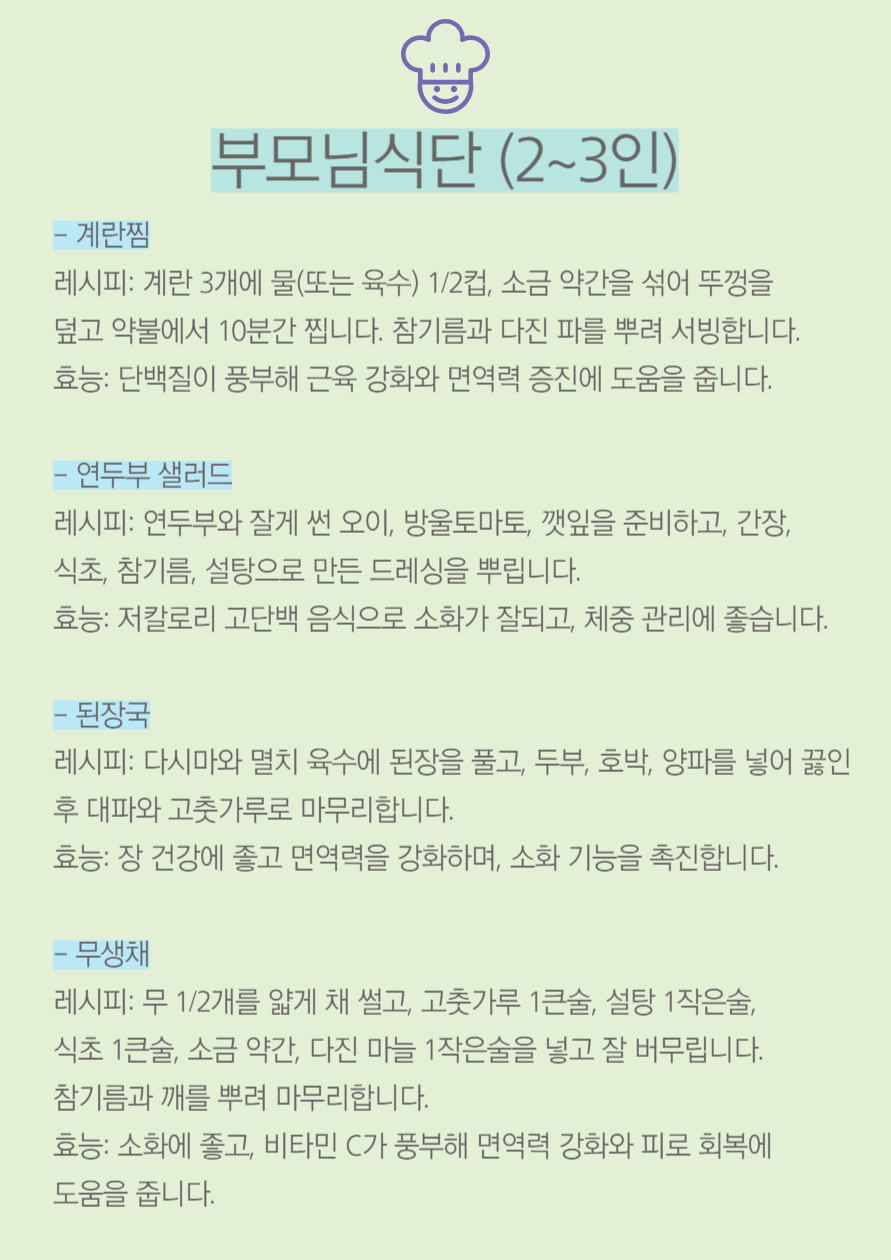 부모님식단 (2~3인)
- 계란찜
레시피: 계란 3개에 물(또는 육수) 1/2컵, 소금 약간을 섞어 뚜껑을
덮고 약불에서 10분간 찝니다. 참기름과 다진 파를 뿌려 서빙합니다.
효능: 단백질이 풍부해 근육 강화와 면역력 증진에 도움을 줍니다.
- 연두부 샐러드
레시피: 연두부와 잘게 썬 오이, 방울토마토, 깻잎을 준비하고, 간장,
식초, 참기름, 설탕으로 만든 드레싱을 뿌립니다.
효능: 저칼로리 고단백 음식으로 소화가 잘되고, 체중 관리에 좋습니다.
- 된장국
레시피: 다시마와 멸치 육수에 된장을 풀고, 두부, 호박, 양파를 넣어 끓인
후 대파와 고춧가루로 마무리합니다.
효능: 장 건강에 좋고 면역력을 강화하며, 소화 기능을 촉진합니다.
- 무생채
레시피: 무 1/2개를 얇게 채 썰고, 고춧가루 1큰술, 설탕 1작은술,
식초 1큰술, 소금 약간, 다진 마늘 1작은술을 넣고 잘 버무립니다.
참기름과 깨를 뿌려 마무리합니다.
효능: 소화에 좋고, 비타민 C가 풍부해 면역력 강화와 피로 회복에
도움을 줍니다.